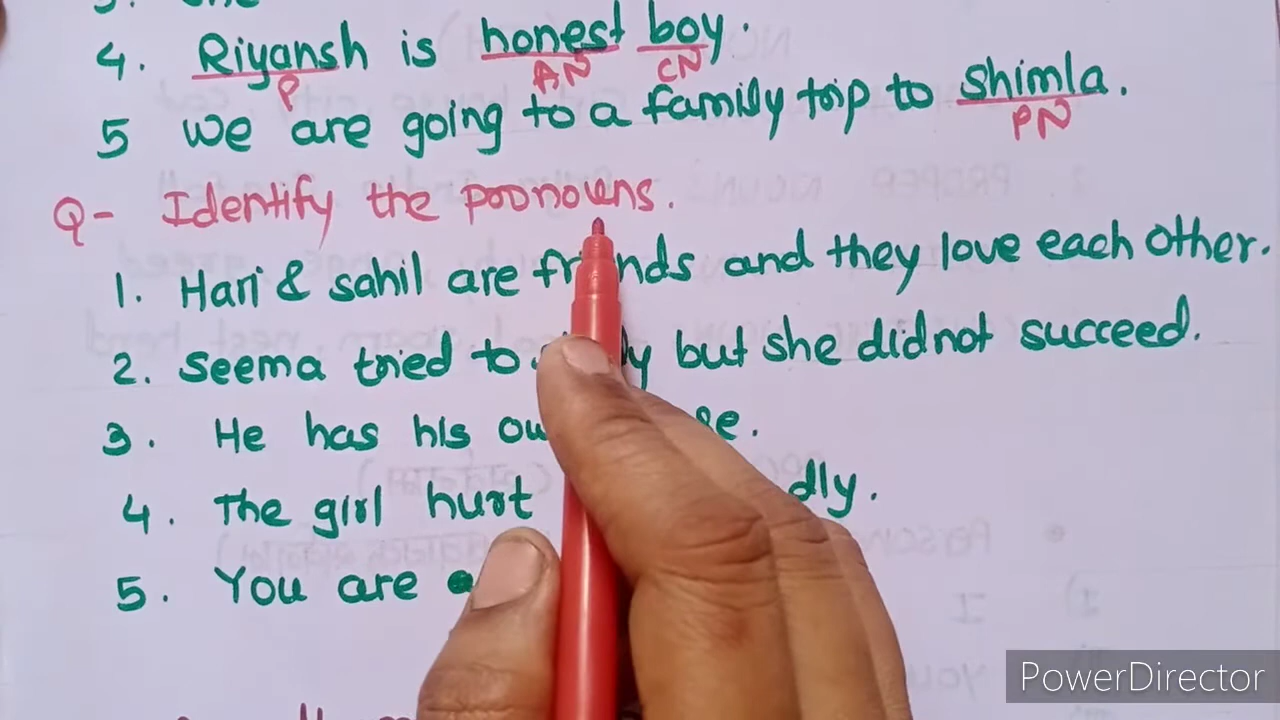 4. Riyansh is honest boy.
P AN CN
5 we are going to a family trip to Shimla.
PN
Q- Identify the pronouns.
1. Hari & sahil are friends and they love each other.
2. Seema tried to but she did not succeed.
3. He has his
4. The girl hurt
5. You are
PowerDirector